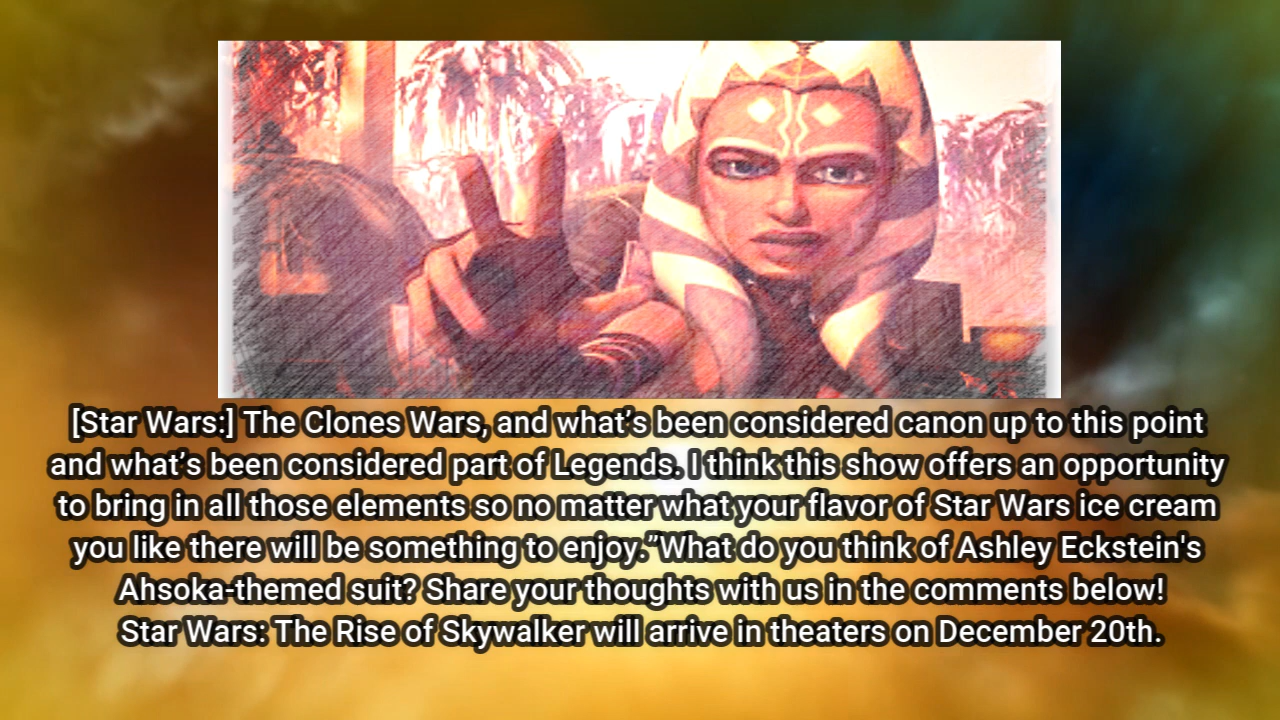 [Star Wars:] The Clones Wars, and what’s been considered canon up to this point
and what’s been considered part of Legends. I think this show offers an opportunity
to bring in all those elements so no matter what your flavor of Star Wars ice cream
you like there will be something to enjoy.”What do you think of Ashley Eckstein's
Ahsoka-themed suit? Share your thoughts with us in the comments below!
Star Wars: The Rise of Skywalker will arrive in theaters on December 20th.